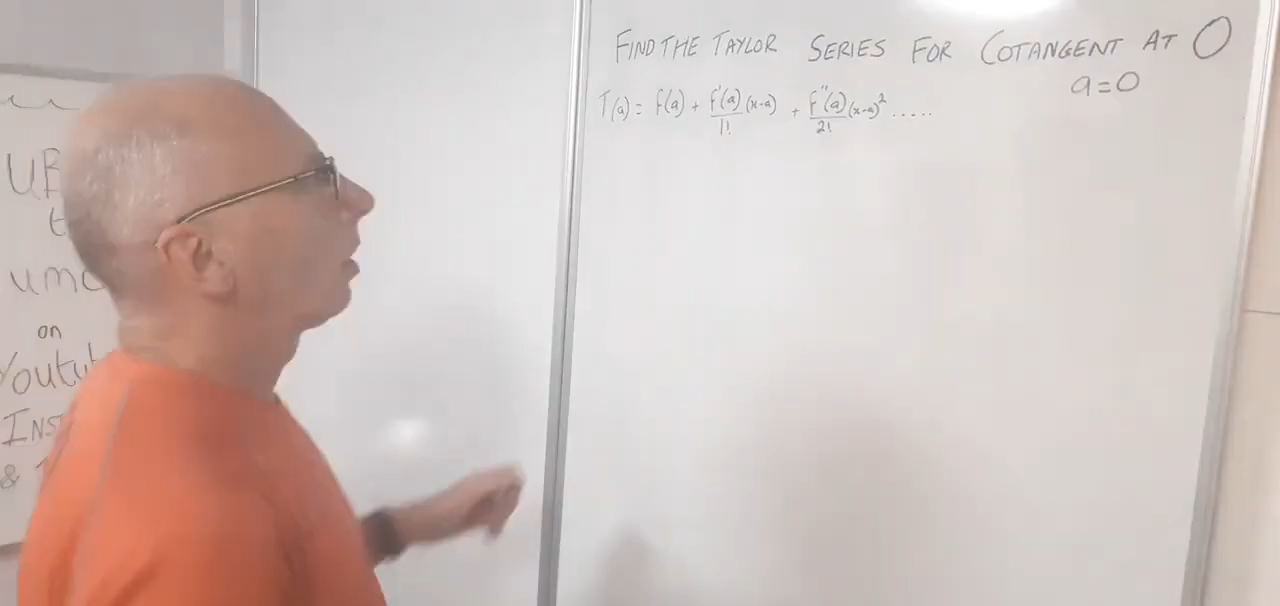 FIND THE TAYLOR SERIES FOR COTANGENT AT 0
a=0
T(a) = f(a) + f'(a)/1! (x-a) + f''(a)/2! (x-a)² .....
on